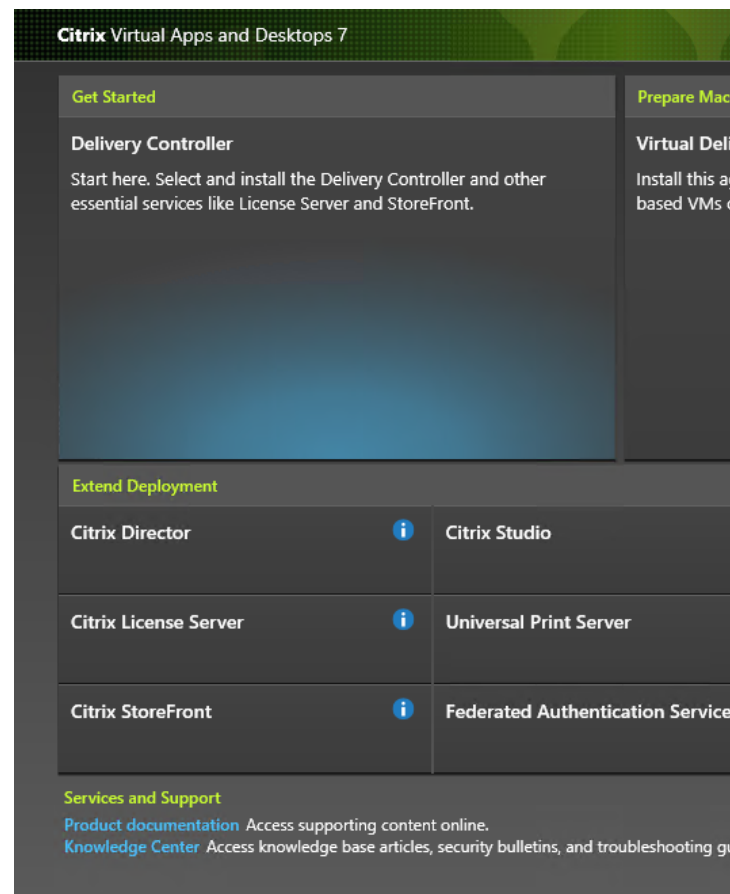 Citrix Virtual Apps and Desktops 7
Get Started
Delivery Controller
Start here. Select and install the Delivery Controller and other
essential services like License Server and StoreFront.
Prepare Mac
Virtual Deli
Install this a
based VMs
Extend Deployment
Citrix Director
Citrix Studio
Citrix License Server
Universal Print Server
Citrix StoreFront
Federated Authentication Service
Services and Support
Product documentation Access supporting content online.
Knowledge Center Access knowledge base articles, security bulletins, and troubleshooting gu